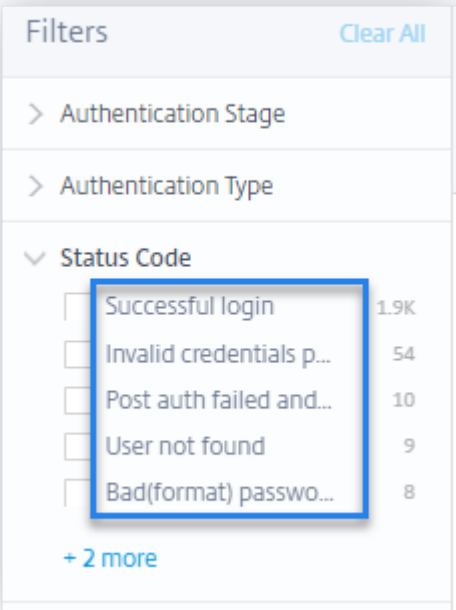 Filters
Clear All
Authentication Stage
Authentication Type
Status Code
Successful login 1.9K
Invalid credentials p... 54
Post auth failed and... 10
User not found 9
Bad(format) passwo... 8
+ 2 more